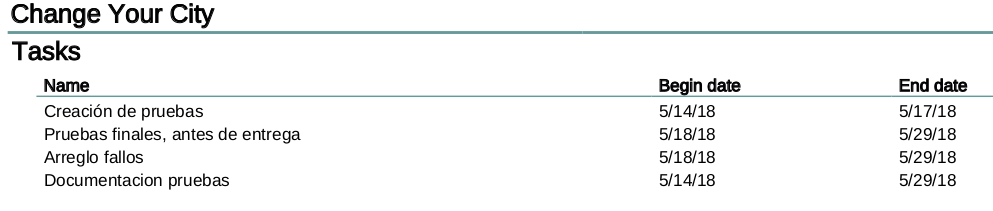 Change Your City
Tasks
Name Begin date End date
Creación de pruebas 5/14/18 5/17/18
Pruebas finales, antes de entrega 5/18/18 5/29/18
Arreglo fallos 5/18/18 5/29/18
Documentacion pruebas 5/14/18 5/29/18